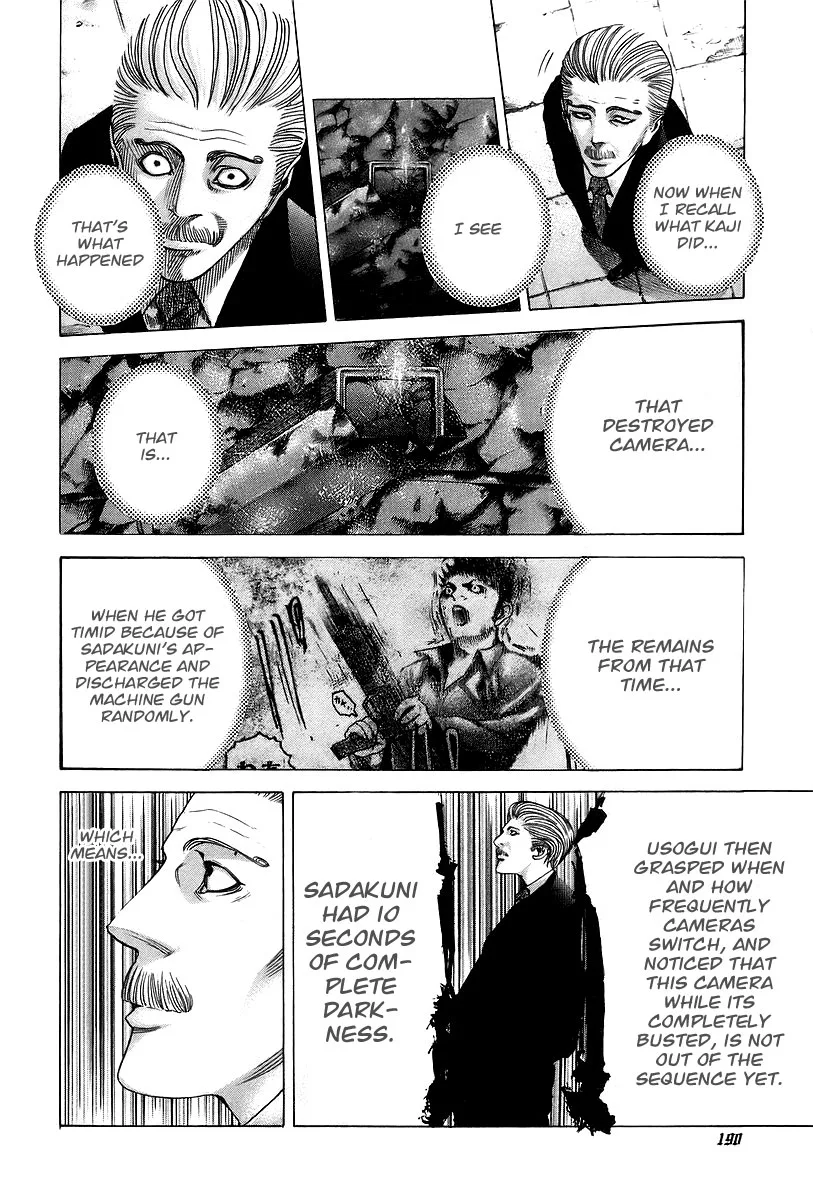 NOW WHEN
I RECALL
WHAT KAJI
DID...
I SEE
THAT'S
WHAT
HAPPENED
THAT
DESTROYED
CAMERA...
THAT
IS...
THE REMAINS
FROM THAT
TIME...
WHEN HE GOT
TIMID BECAUSE OF
SADAKUNI'S AP-
PEARANCE AND
DISCHARGED THE
MACHINE GUN
RANDOMLY.
USOGUI THEN
GRASPED WHEN
AND HOW
FREQUENTLY
CAMERAS
SWITCH, AND
NOTICED THAT
THIS CAMERA
WHILE ITS
COMPLETELY
BUSTED, IS NOT
OUT OF THE
SEQUENCE YET.
SADAKUNI
HAD 10
SECONDS
OF COM-
PLETE
DARK-
NESS.
WHICH
MEANS...
190